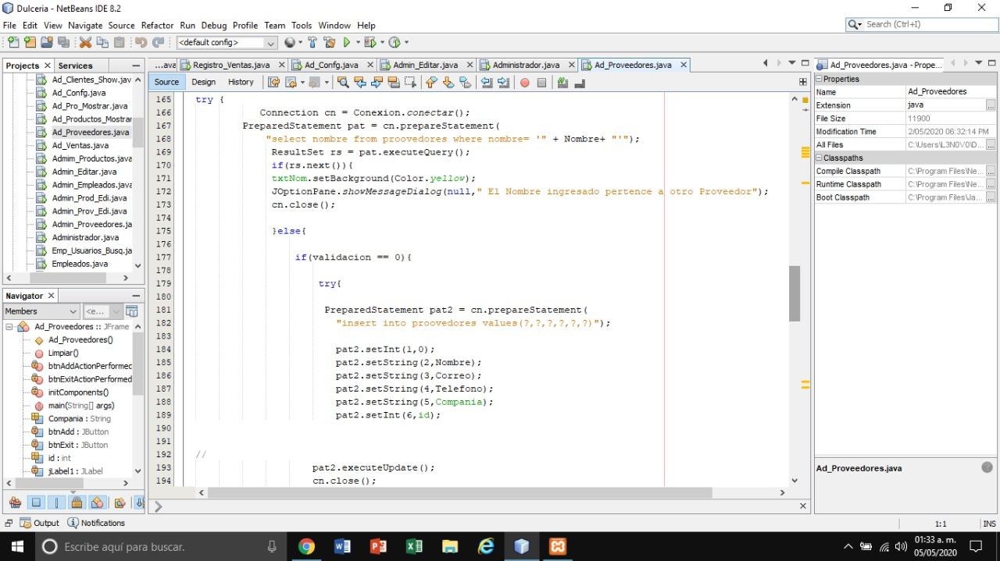 Dulceria - NetBeans IDE 8.2
File Edit View Navigate Source Refactor Run Debug Profile Team Tools Window Help
Search (Ctrl+I)
<default config>
Projects Services
...ava Registro_Ventas.java Ad_Confg.java Admin_Editar.java Administrador.java Ad_Proveedores.java
Ad_Proveedores.java - Prope...
Source Design History
Ad_Clientes_Show.jav
Ad_Confg.java
Ad_Pro_Mostrar.java
Ad_Productos_Mostrar
Ad_Proveedores.java
Ad_Ventas.java
Admin_Productos.java
Admin_Editar.java
Admin_Empleados.java
Admin_Prod_Edi.java
Admin_Prov_Edi.java
Admin_Proveedores.ja
Administrador.java
Emp_Usuarios_Busq.ja
Empleados.java
Navigator
Members <e...
Ad_Proveedores :: JFrame
Ad_Proveedores()
Limpiar()
btnAddActionPerformed
btnExitActionPerformed
initComponents()
main(String[] args)
Compania : String
btnAdd : JButton
btnExit : JButton
id : int
jLabel1 : JLabel
165 try {
166 Connection cn = Conexion.conectar();
167 PreparedStatement pat = cn.prepareStatement(
168 "select nombre from proovedores where nombre= '" + Nombre+ "'");
169 ResultSet rs = pat.executeQuery();
170 if(rs.next()){
171 txtNom.setBackground(Color.yellow);
172 JOptionPane.showMessageDialog(null," El Nombre ingresado pertence a otro Proveedor");
173 cn.close();
174
175 }else{
176
177 if(validacion == 0){
178
179 try{
180
181 PreparedStatement pat2 = cn.prepareStatement(
182 "insert into proovedores values(?,?,?,?,?,?)");
183
184 pat2.setInt(1,0);
185 pat2.setString(2,Nombre);
186 pat2.setString(3,Correo);
187 pat2.setString(4,Telefono);
188 pat2.setString(5,Compania);
189 pat2.setInt(6,id);
190
191
192 //
193 pat2.executeUpdate();
194 cn.close();
Properties
Name Ad_Proveedores
Extension java ...
File Size 11900
Modification Time 2/05/2020 06:32:14 PM
All Files C:\Users\L3N0V0\D... ...
Classpaths
Compile Classpath C:\Program Files\Ne... ...
Runtime Classpath C:\Program Files\Ne... ...
Boot Classpath C:\Program Files\Ja... ...
Ad_Proveedores.java
Output Notifications
1:1 INS
Escribe aquí para buscar.
01:33 a. m.
05/05/2020